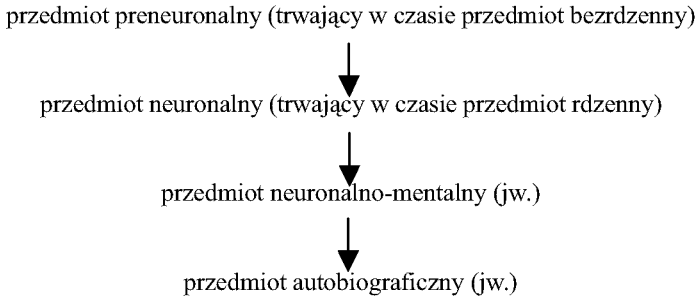 przedmiot preneuronalny (trwający w czasie przedmiot bezrdzenny)
przedmiot neuronalny (trwający w czasie przedmiot rdzenny)
przedmiot neuronalno-mentalny (jw.)
przedmiot autobiograficzny (jw.)